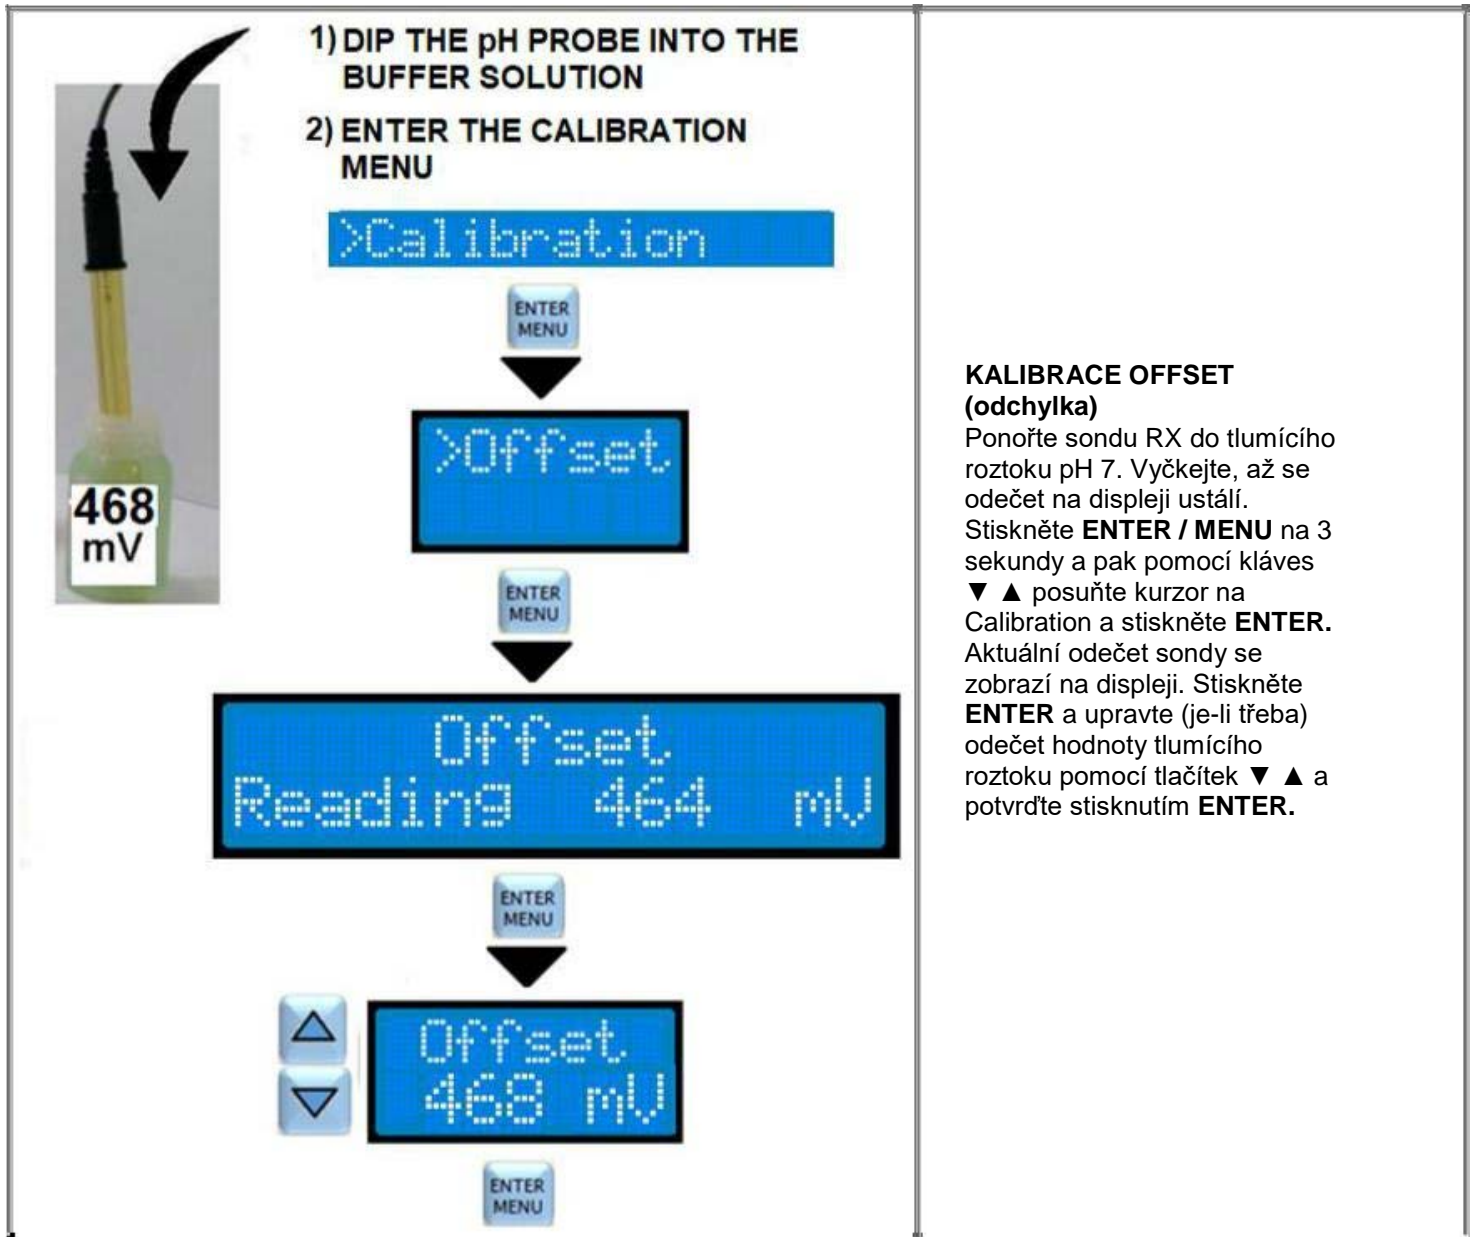 1) DIP THE pH PROBE INTO THE
BUFFER SOLUTION
2) ENTER THE CALIBRATION
MENU
>Calibration
ENTER
MENU
>Offset
468
mV
ENTER
MENU
Offset
Reading 464 mV
ENTER
MENU
Offset
468 mV
ENTER
MENU
KALIBRACE OFFSET
(odchylka)
Ponořte sondu RX do tlumícího
roztoku pH 7. Vyčkejte, až se
odečet na displeji ustálí.
Stiskněte ENTER / MENU na 3
sekundy a pak pomocí kláves
▼ ▲ posuňte kurzor na
Calibration a stiskněte ENTER.
Aktuální odečet sondy se
zobrazí na displeji. Stiskněte
ENTER a upravte (je-li třeba)
odečet hodnoty tlumícího
roztoku pomocí tlačítek ▼ ▲ a
potvrďte stisknutím ENTER.